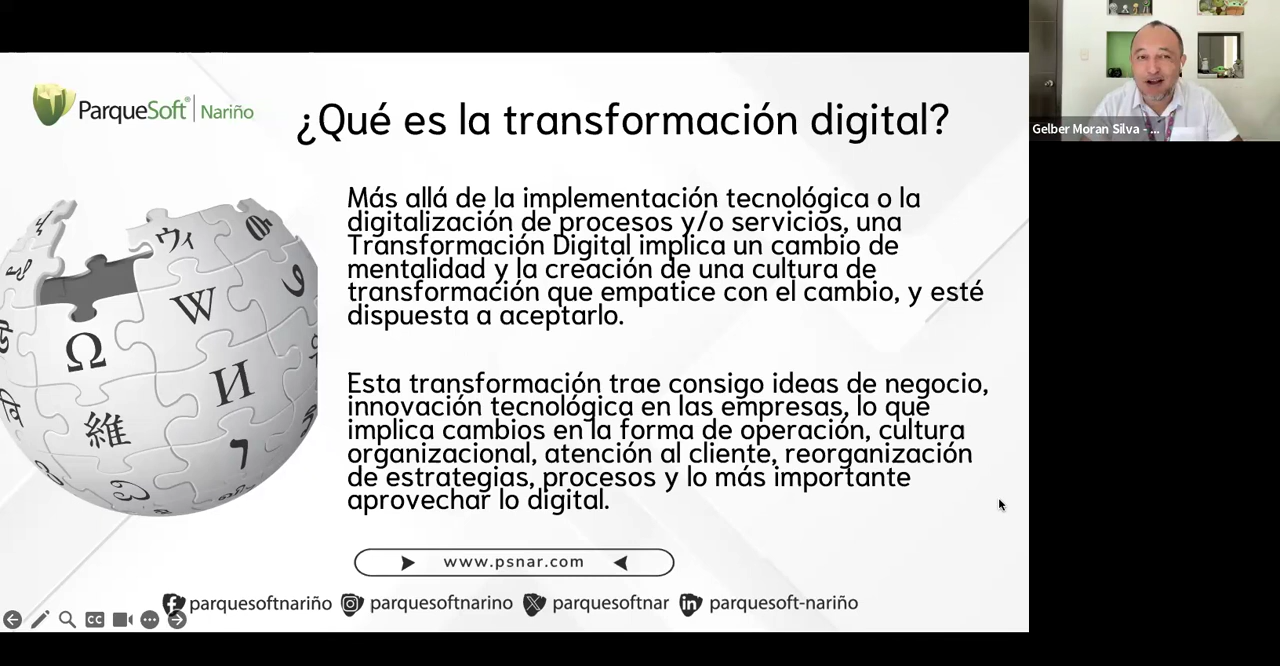 ParqueSoft® | Nariño
¿Qué es la transformación digital?
Gelber Moran Silva - ...
Más allá de la implementación tecnológica o la
digitalización de procesos y/o servicios, una
Transformación Digital implica un cambio de
mentalidad y la creación de una cultura de
transformación que empatice con el cambio, y esté
dispuesta a aceptarlo.
Ω
W
И
維
ウィ
Esta transformación trae consigo ideas de negocio,
innovación tecnológica en las empresas, lo que
implica cambios en la forma de operación, cultura
organizacional, atención al cliente, reorganización
de estrategias, procesos y lo más importante
aprovechar lo digital.
www.psnar.com
parquesoftnariño parquesoftnarino parquesoftnar parquesoft-nariño
CC